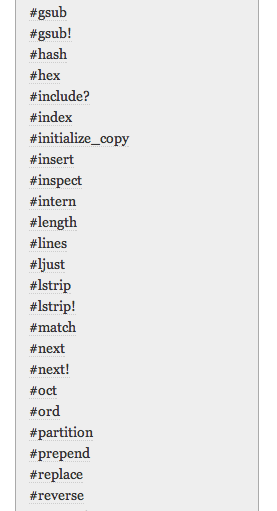 #gsub
#gsub!
#hash
#hex
#include?
#index
#initialize_copy
#insert
#inspect
#intern
#length
#lines
#ljust
#lstrip
#lstrip!
#match
#next
#next!
#oct
#ord
#partition
#prepend
#replace
#reverse